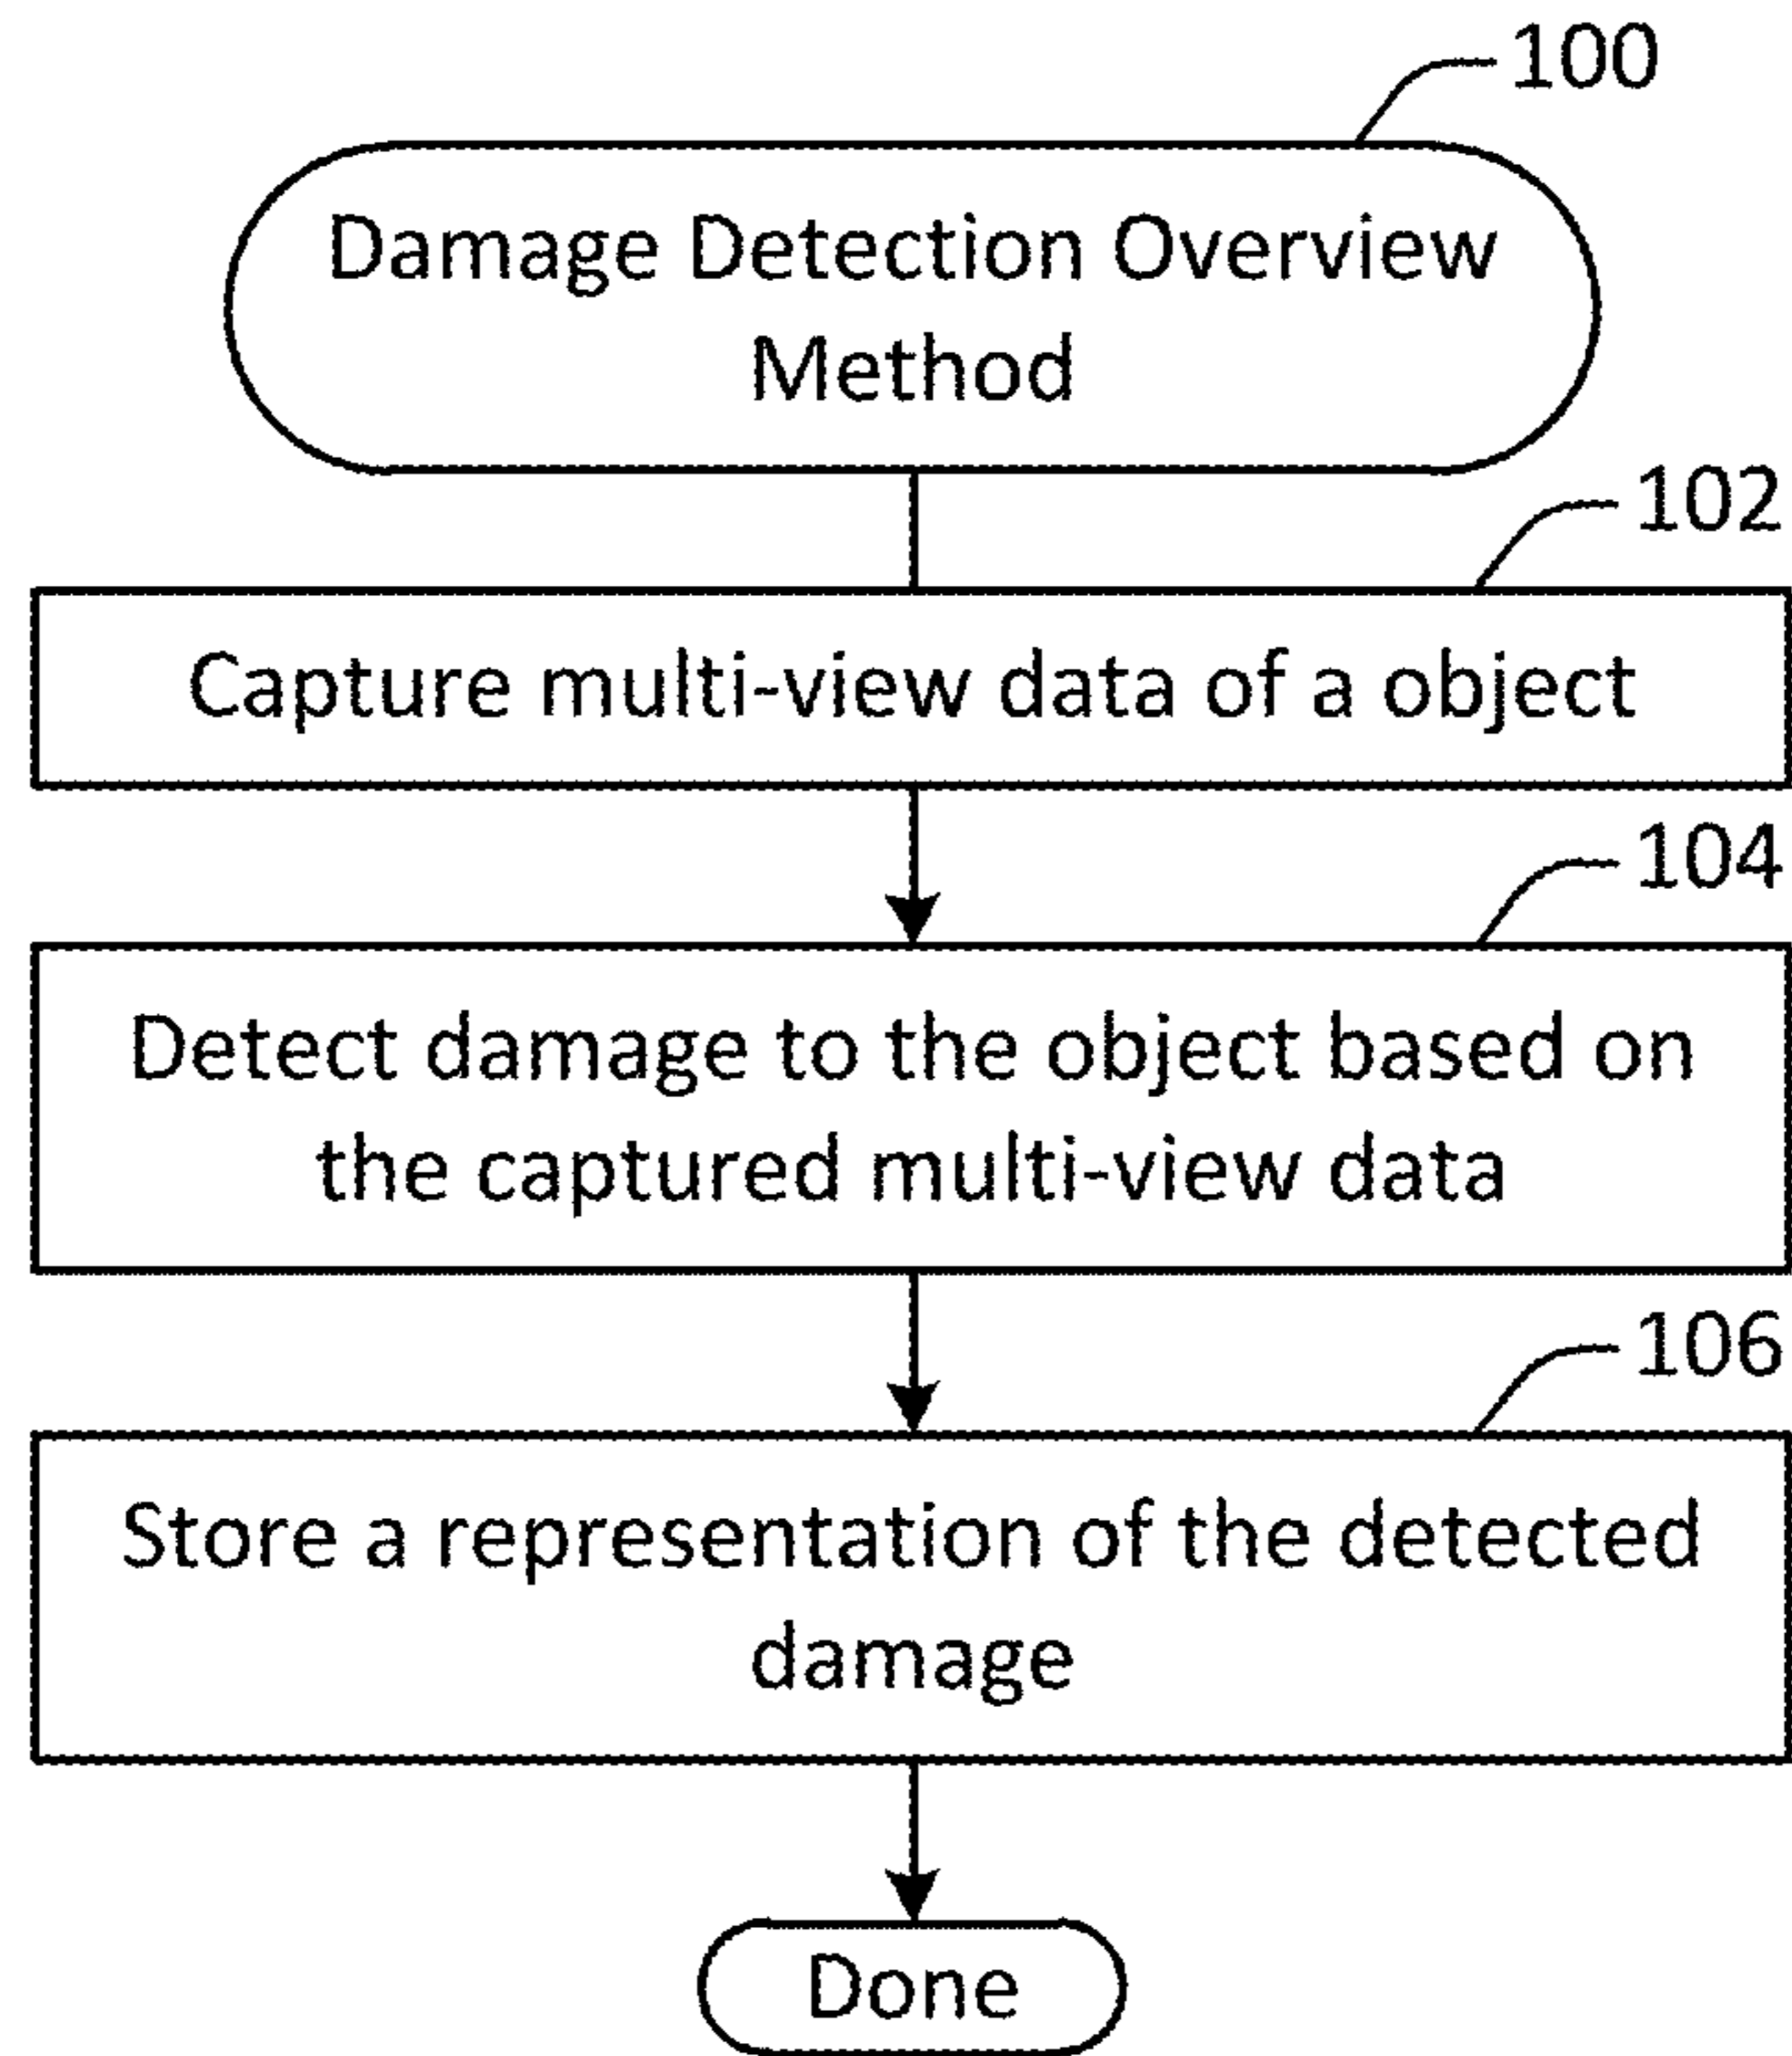 100
Damage Detection Overview
Method
102
Capture multi-view data of a object
104
Detect damage to the object based on
the captured multi-view data
106
Store a representation of the detected
damage
Done